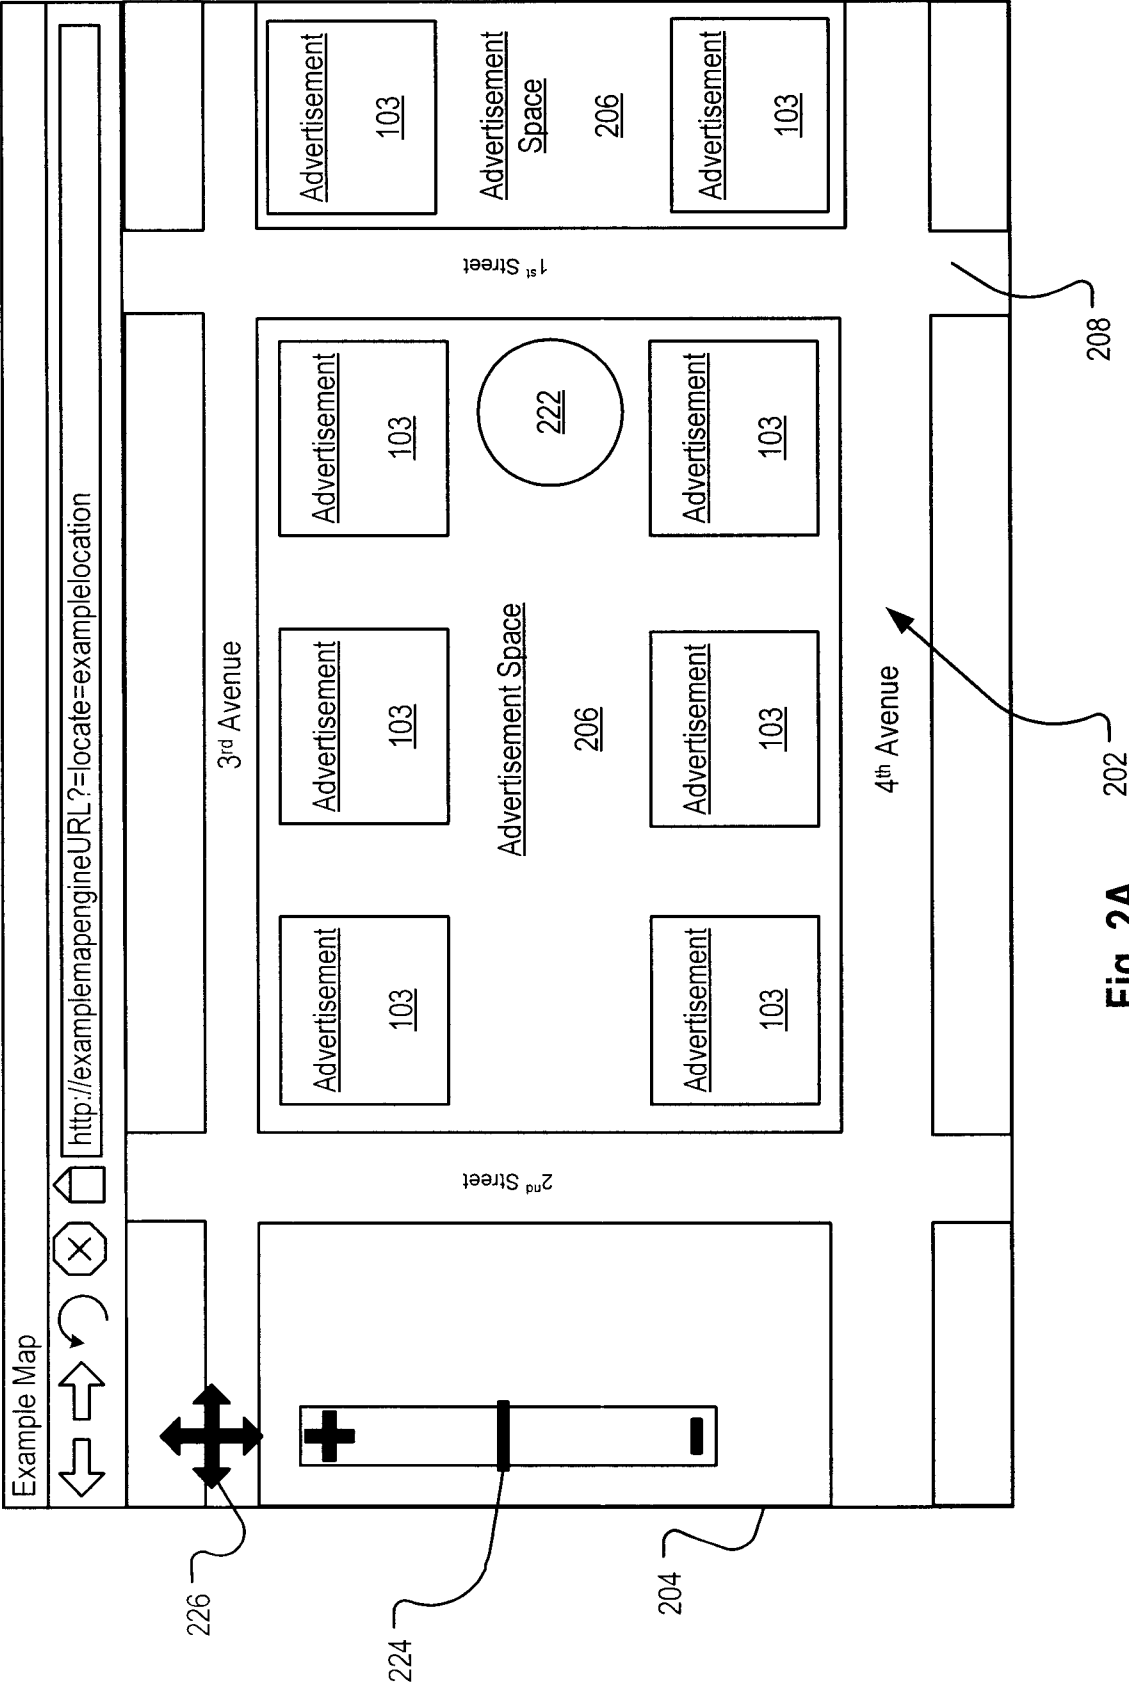 Example Map
http://examplemapengineURL?=locate=examplelocation
3rd Avenue
226
Advertisement
103
Advertisement
103
Advertisement
103
Advertisement
103
224
2nd Street
Advertisement Space
206
222
1st Street
Advertisement
Space
206
204
Advertisement
103
Advertisement
103
Advertisement
103
Advertisement
103
4th Avenue
202
208
Fig. 2A